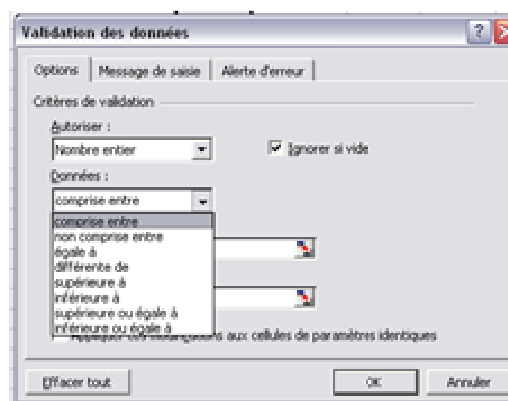 Validation des données
Options Message de saisie Alerte d'erreur
Critères de validation
Autoriser :
Nombre entier Ignorer si vide
Données :
comprise entre
comprise entre
non comprise entre
égale à
différente de
supérieure à
inférieure à
supérieure ou égale à
inférieure ou égale à
aux cellules de paramètres identiques
Effacer tout OK Annuler